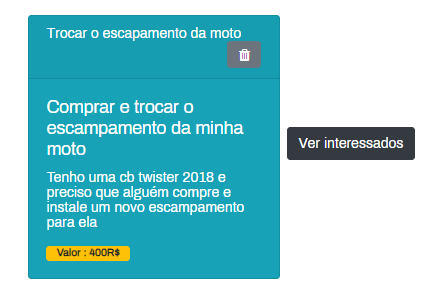 Trocar o escapamento da moto
Comprar e trocar o
escampamento da minha
moto
Tenho uma cb twister 2018 e
preciso que alguém compre e
instale um novo escampamento
para ela
Valor : 400R$
Ver interessados